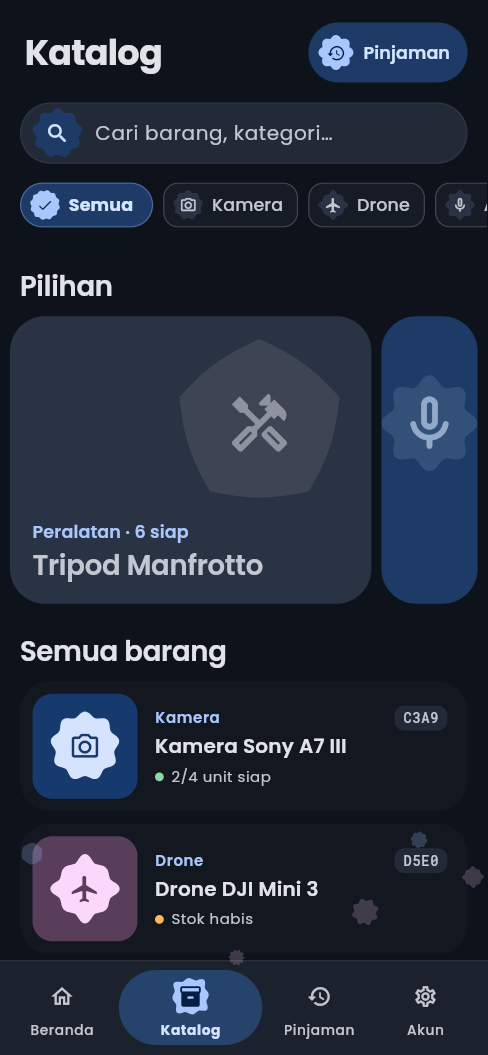 Katalog
Pinjaman
Cari barang, kategori...
Semua
Kamera
Drone
Pilihan
Peralatan · 6 siap
Tripod Manfrotto
Semua barang
Kamera
C3A9
Kamera Sony A7 III
2/4 unit siap
Drone
D5E0
Drone DJI Mini 3
Stok habis
Beranda
Katalog
Pinjaman
Akun